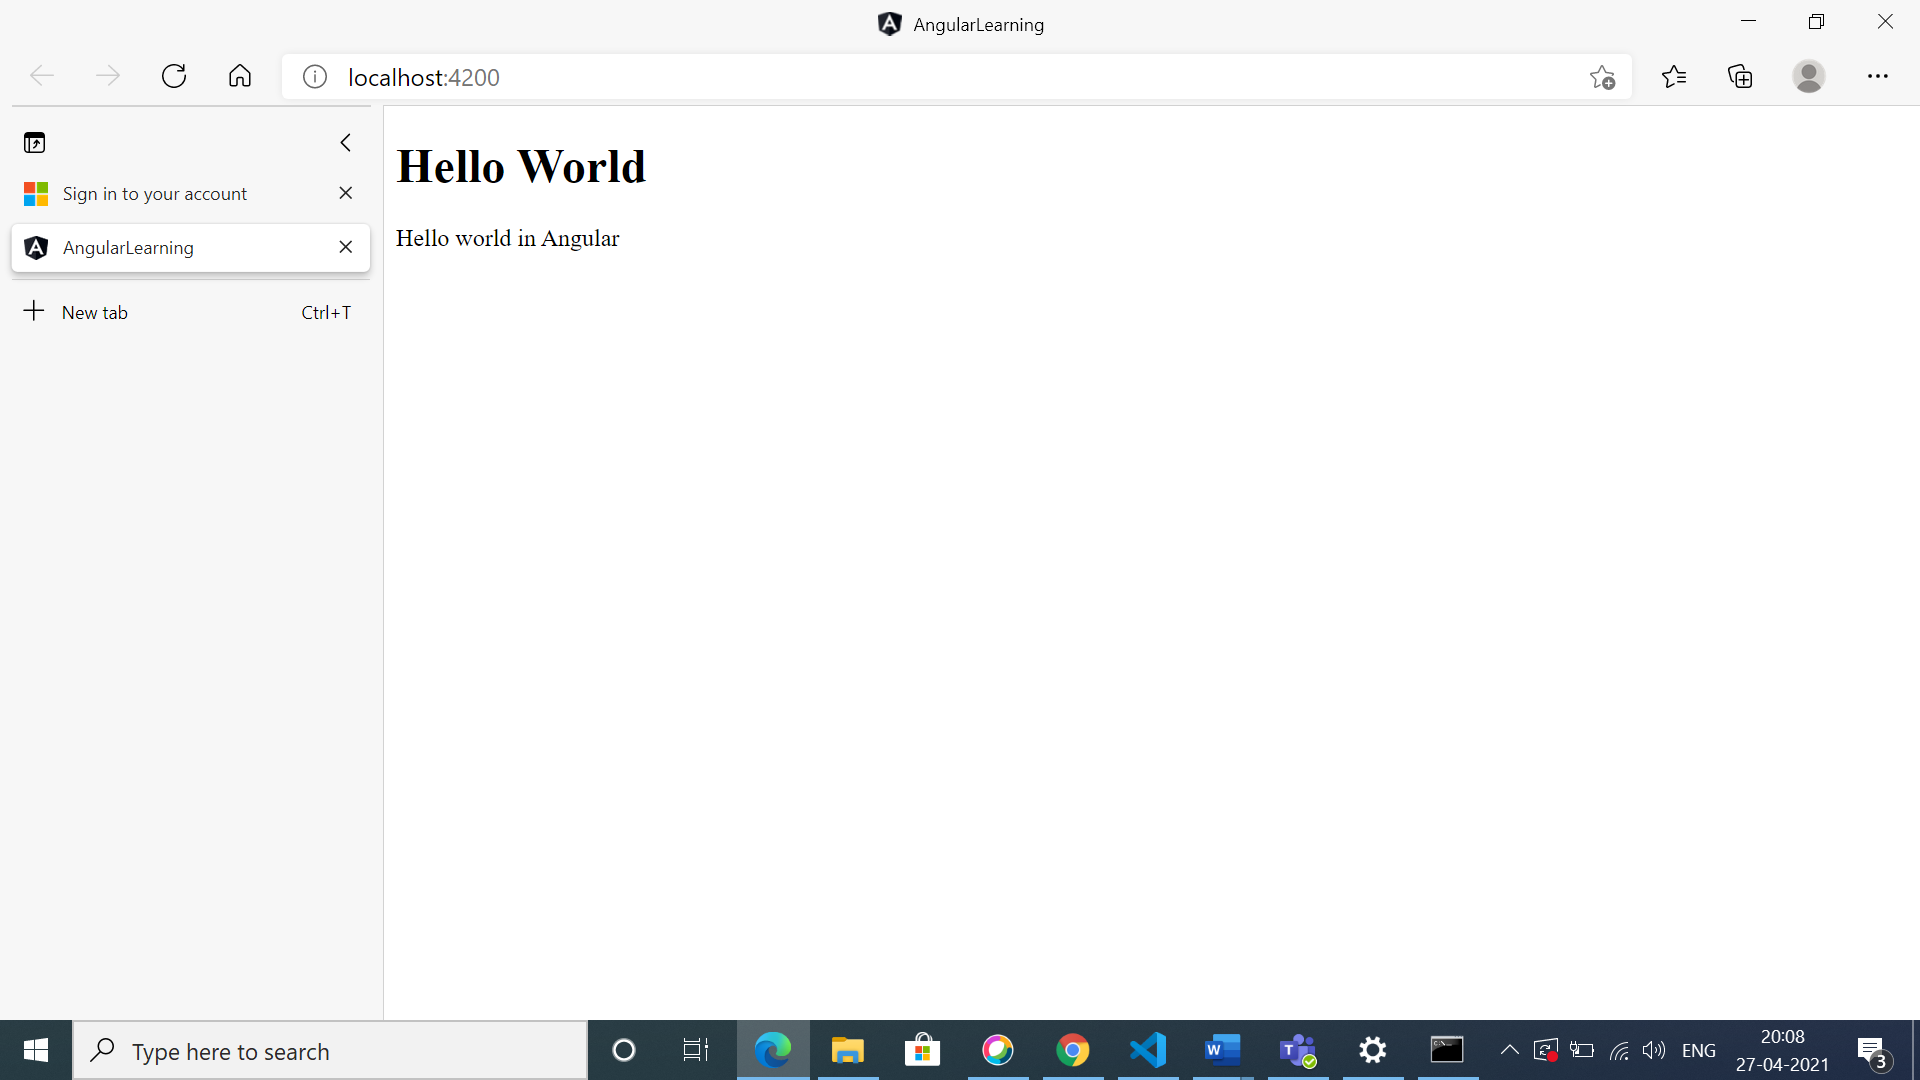 AngularLearning
localhost:4200
Sign in to your account
AngularLearning
New tab Ctrl+T
Hello World
Hello world in Angular
Type here to search
ENG
20:08
27-04-2021
3